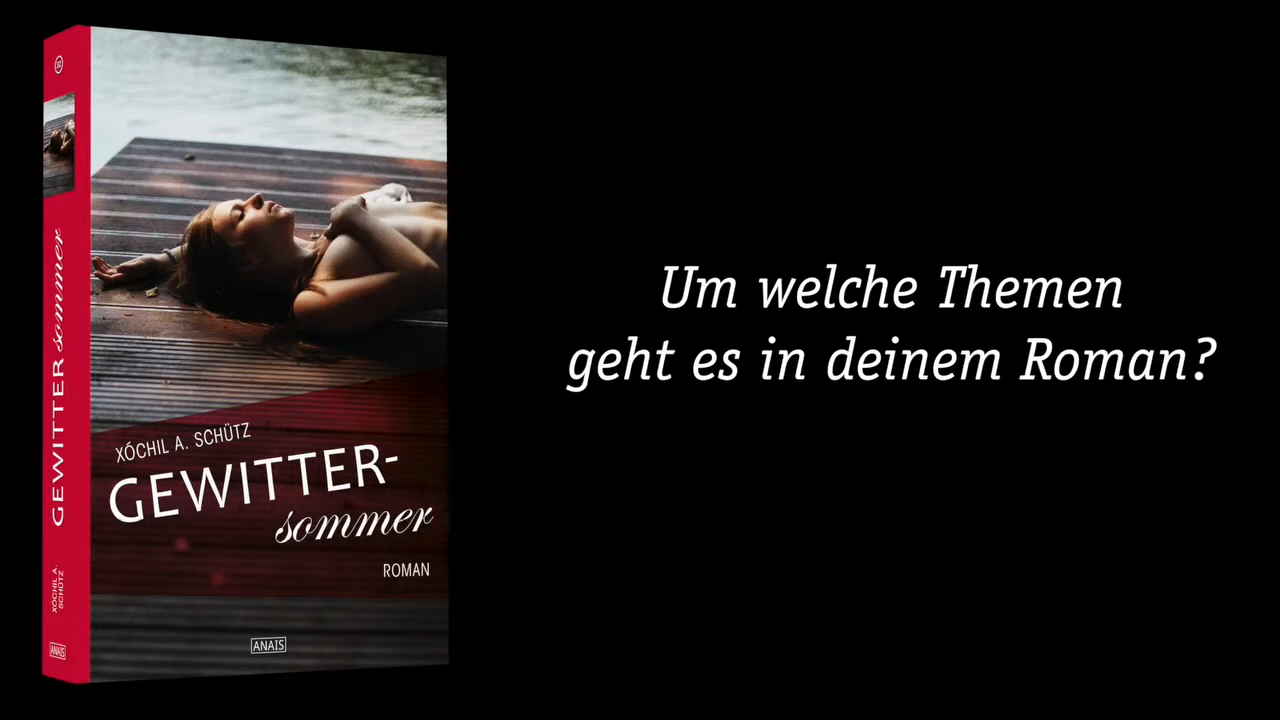 32
GEWITTER sommer
XÓCHIL A.
SCHÜTZ
ANAIS
XÓCHIL A. SCHÜTZ
GEWITTER-
sommer
ROMAN
ANAIS
Um welche Themen
geht es in deinem Roman?